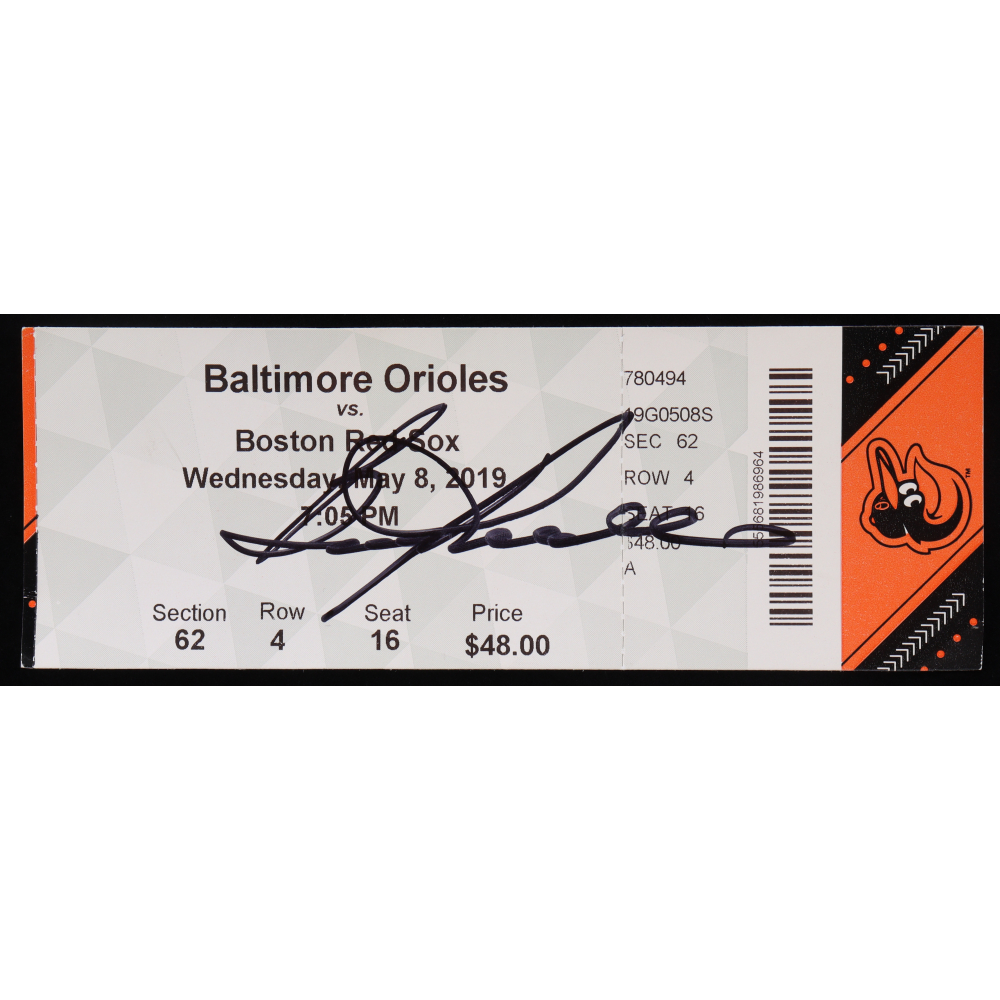 Baltimore Orioles
vs.
Boston Red Sox
Wednesday, May 8, 2019
7:05 PM
Section Row Seat Price
62 4 16 $48.00
780494
19G0508S
SEC 62
ROW 4
SEAT 16
$48.00
A
TM